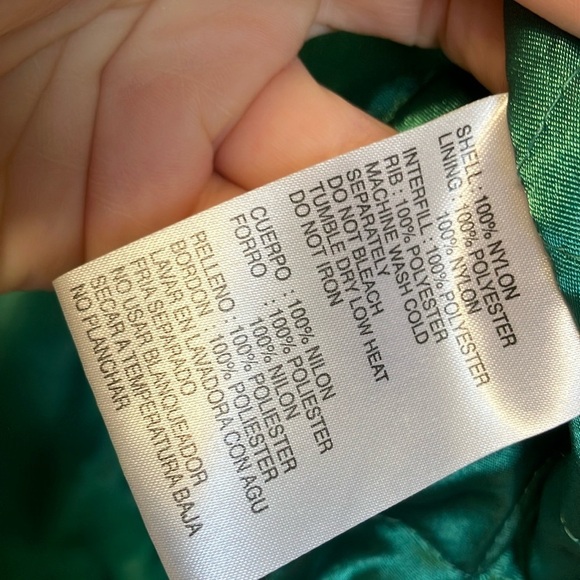 SHELL : 100% NYLON
LINING : 100% POLYESTER
100% NYLON
INTERFILL : 100% POLYESTER
RIB : 100% POLYESTER
MACHINE WASH COLD
SEPARATELY
DO NOT BLEACH
TUMBLE DRY LOW HEAT
DO NOT IRON
CUERPO : 100% NILON
FORRO : 100% POLIESTER
100% NILON
RELLENO : 100% POLIESTER
BORDON : 100% POLIESTER
LAVAR EN LAVADORA CON AGU
FRIA SEPARADO
NO USAR BLANQUEADOR
SECAR A TEMPERATURA BAJA
NO PLANCHAR